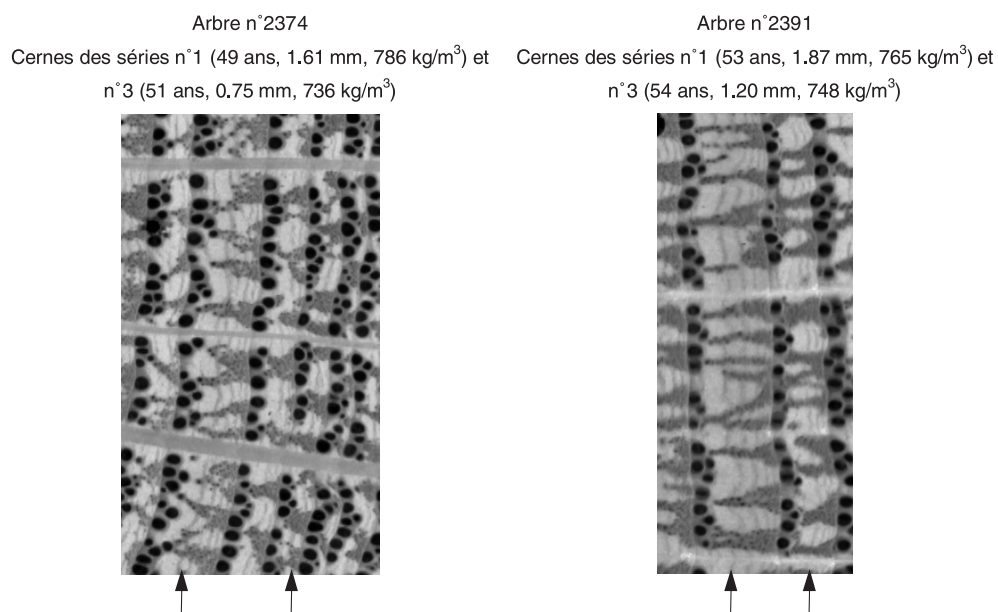 Arbre n°2374
Cernes des séries n°1 (49 ans, 1.61 mm, 786 kg/m³) et
n°3 (51 ans, 0.75 mm, 736 kg/m³)
Arbre n°2391
Cernes des séries n°1 (53 ans, 1.87 mm, 765 kg/m³) et
n°3 (54 ans, 1.20 mm, 748 kg/m³)